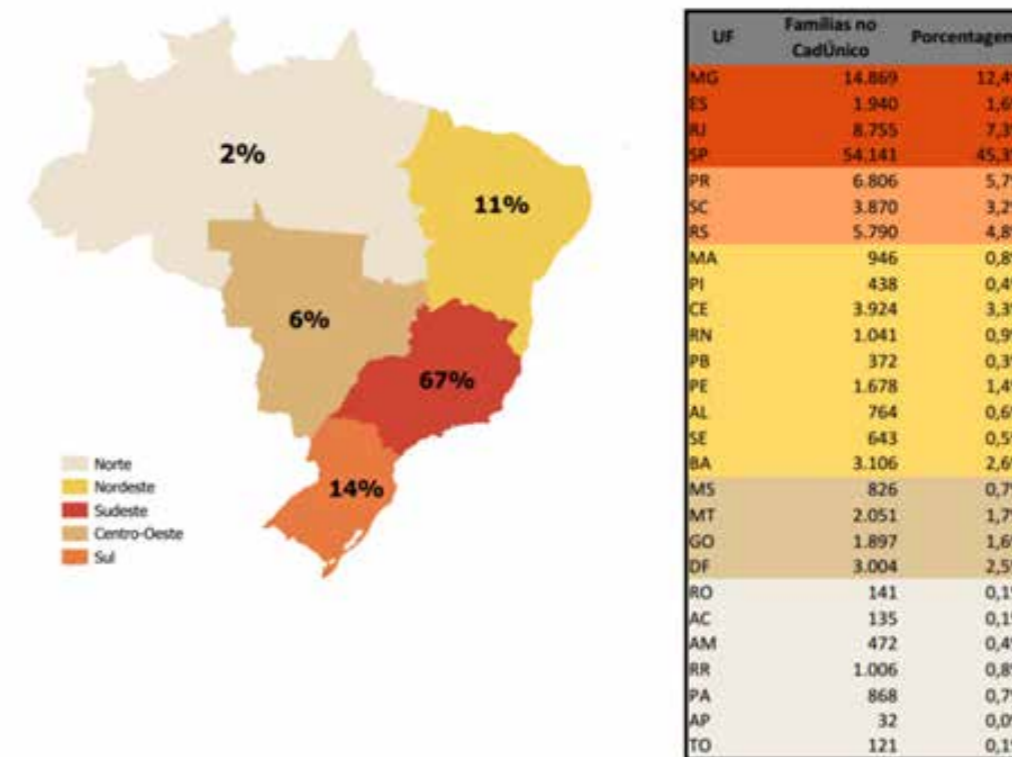 2%
11%
6%
67%
14%
Norte
Nordeste
Sudeste
Centro-Oeste
Sul
UF Famílias no CadÚnico Porcentagem
MG 14.869 12,4%
ES 1.940 1,6%
RJ 8.755 7,3%
SP 54.141 45,3%
PR 6.806 5,7%
SC 3.870 3,2%
RS 5.790 4,8%
MA 946 0,8%
PI 438 0,4%
CE 3.924 3,3%
RN 1.041 0,9%
PB 372 0,3%
PE 1.678 1,4%
AL 764 0,6%
SE 643 0,5%
BA 3.106 2,6%
MS 826 0,7%
MT 2.051 1,7%
GO 1.897 1,6%
DF 3.004 2,5%
RO 141 0,1%
AC 135 0,1%
AM 472 0,4%
RR 1.006 0,8%
PA 868 0,7%
AP 32 0,0%
TO 121 0,1%